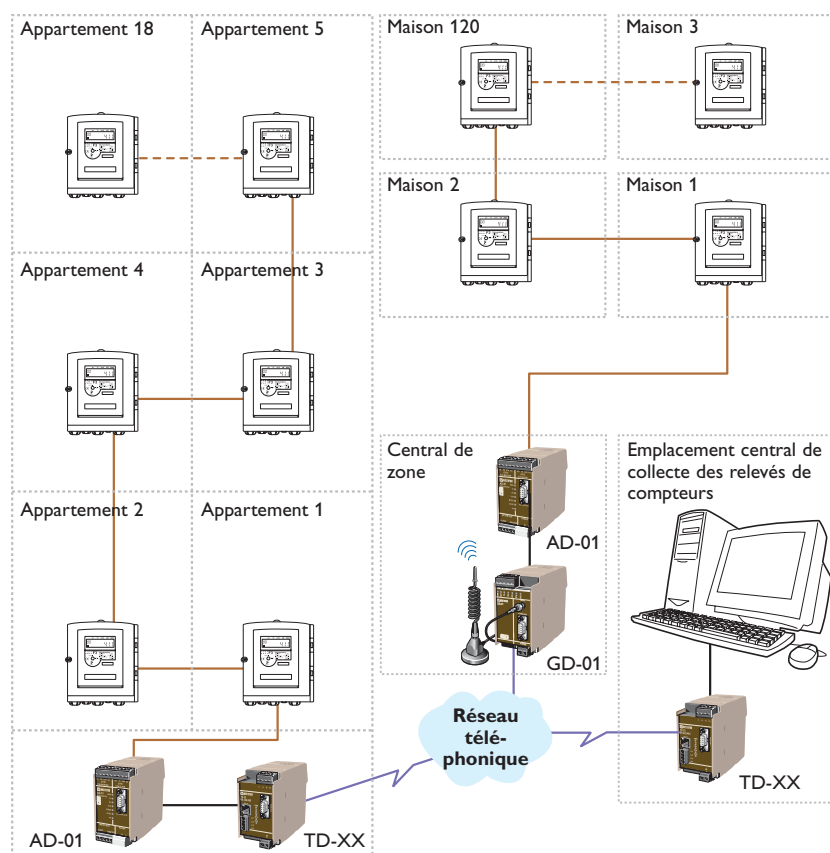 Appartement 18
Appartement 5
Maison 120
Maison 3
Maison 2
Maison 1
Appartement 4
Appartement 3
Central de
zone
Emplacement central de
collecte des relevés de
compteurs
Appartement 2
Appartement 1
AD-01
GD-01
Réseau
télé-
phonique
TD-XX
AD-01
TD-XX